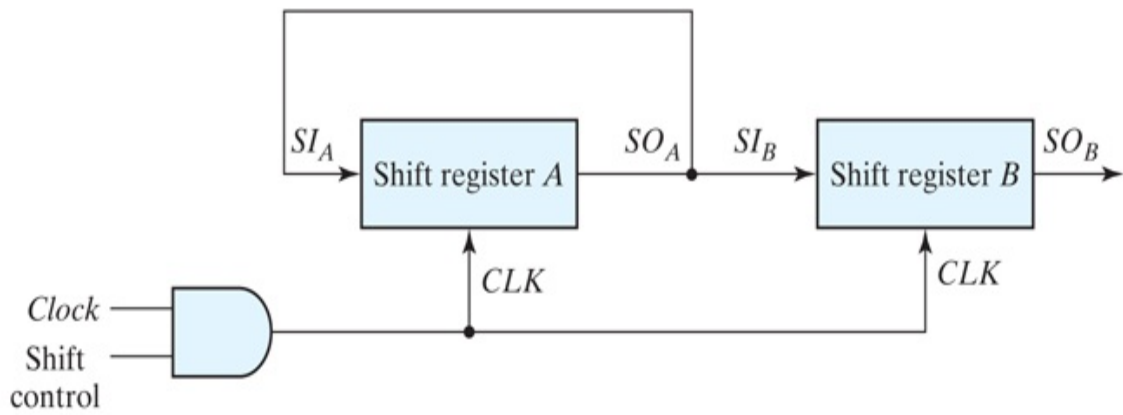 SI_A
Shift register A
SO_A
SI_B
Shift register B
SO_B
CLK
CLK
Clock
Shift
control